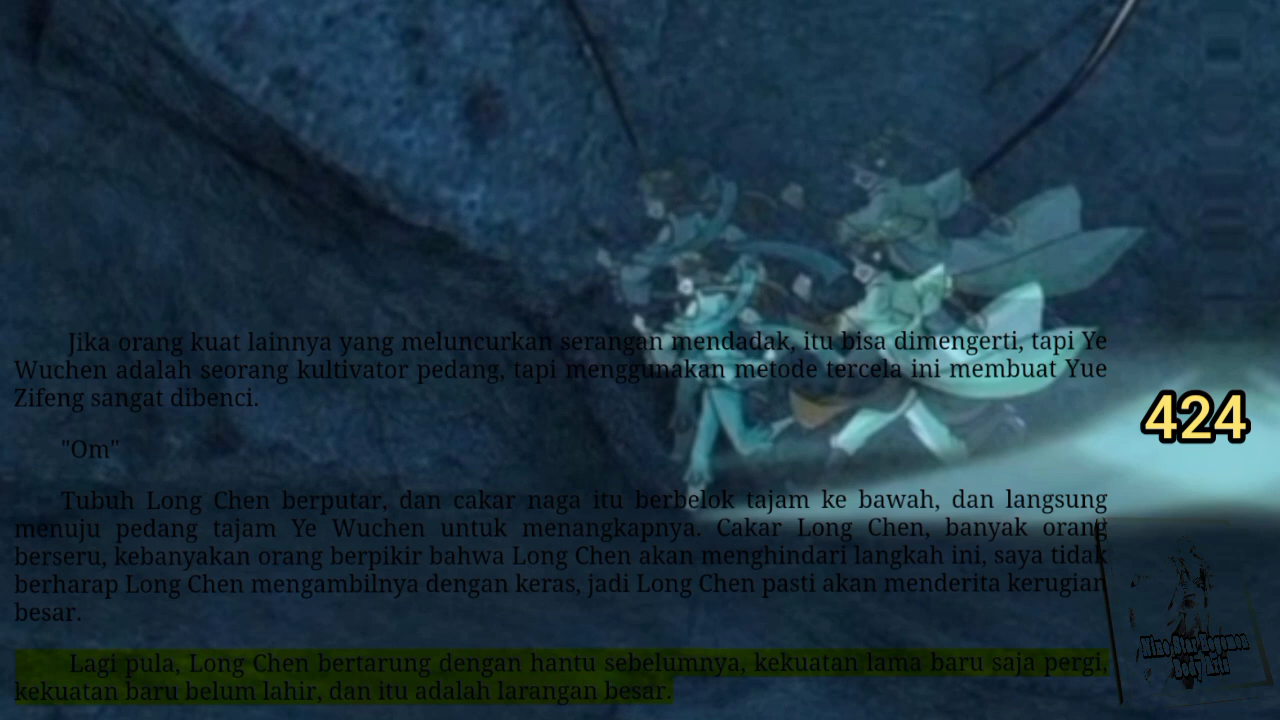 Jika orang kuat lainnya yang meluncurkan serangan mendadak, itu bisa dimengerti, tapi Ye
Wuchen adalah seorang kultivator pedang, tapi menggunakan metode tercela ini membuat Yue
Zifeng sangat dibenci.
"Om"
Tubuh Long Chen berputar, dan cakar naga itu berbelok tajam ke bawah, dan langsung
menuju pedang tajam Ye Wuchen untuk menangkapnya. Cakar Long Chen, banyak orang
berseru, kebanyakan orang berpikir bahwa Long Chen akan menghindari langkah ini, saya tidak
berharap Long Chen mengambilnya dengan keras, jadi Long Chen pasti akan menderita kerugian
besar.
Lagi pula, Long Chen bertarung dengan hantu sebelumnya, kekuatan lama baru saja pergi,
kekuatan baru belum lahir, dan itu adalah larangan besar.
424
Nine Star Hegemon
Body Arts